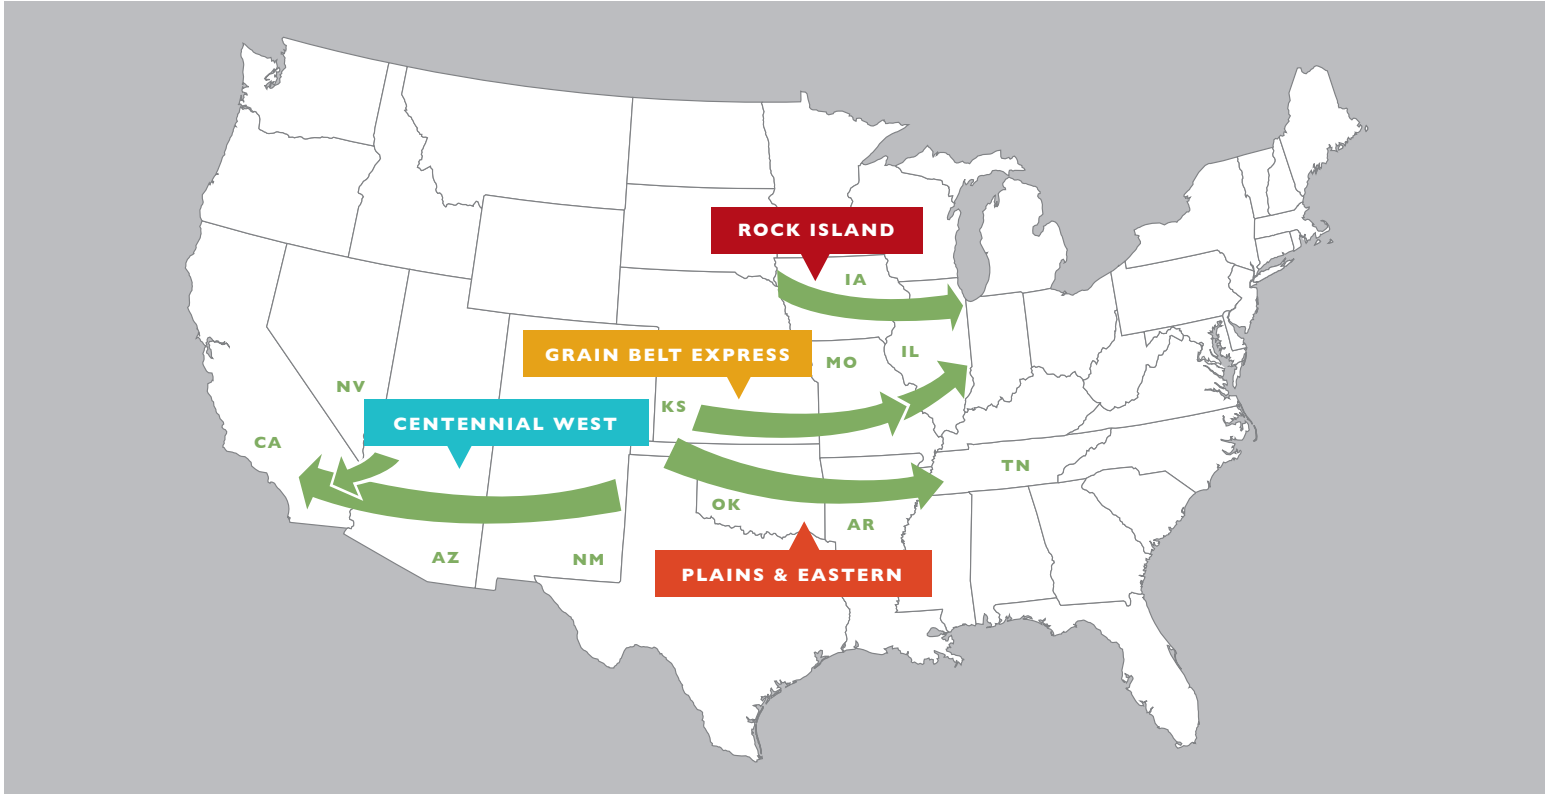 ROCK ISLAND
IA
GRAIN BELT EXPRESS
MO
IL
NV
KS
CENTENNIAL WEST
CA
TN
OK
AR
AZ
NM
PLAINS & EASTERN